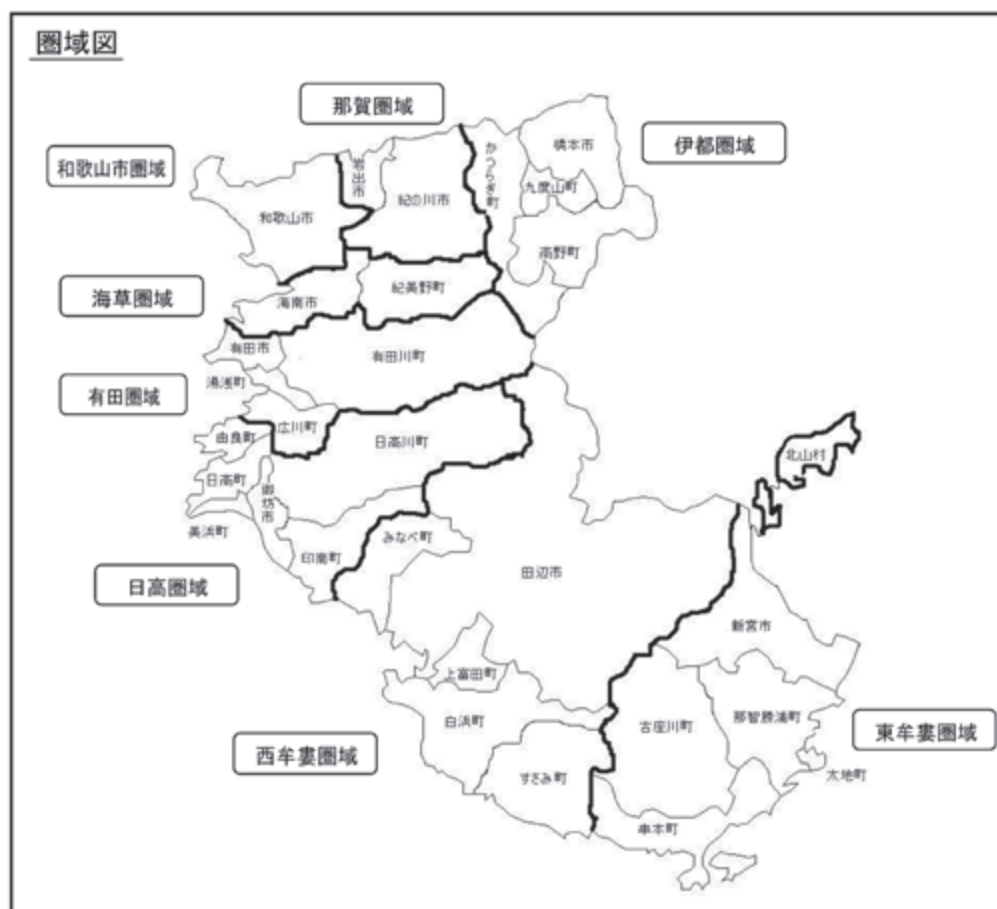 圏域図
那賀圏域
伊都圏域
和歌山市圏域
橋本市
かつらぎ町
岩出市
九度山町
紀の川市
和歌山市
高野町
海草圏域
紀美野町
海南市
有田市
有田川町
湯浅町
有田圏域
広川町
由良町
日高川町
北山村
日高町
御坊市
美浜町
みなべ町
印南町
日高圏域
田辺市
新宮市
上富田町
白浜町
古座川町
那智勝浦町
東牟婁圏域
西牟婁圏域
すさみ町
太地町
串本町